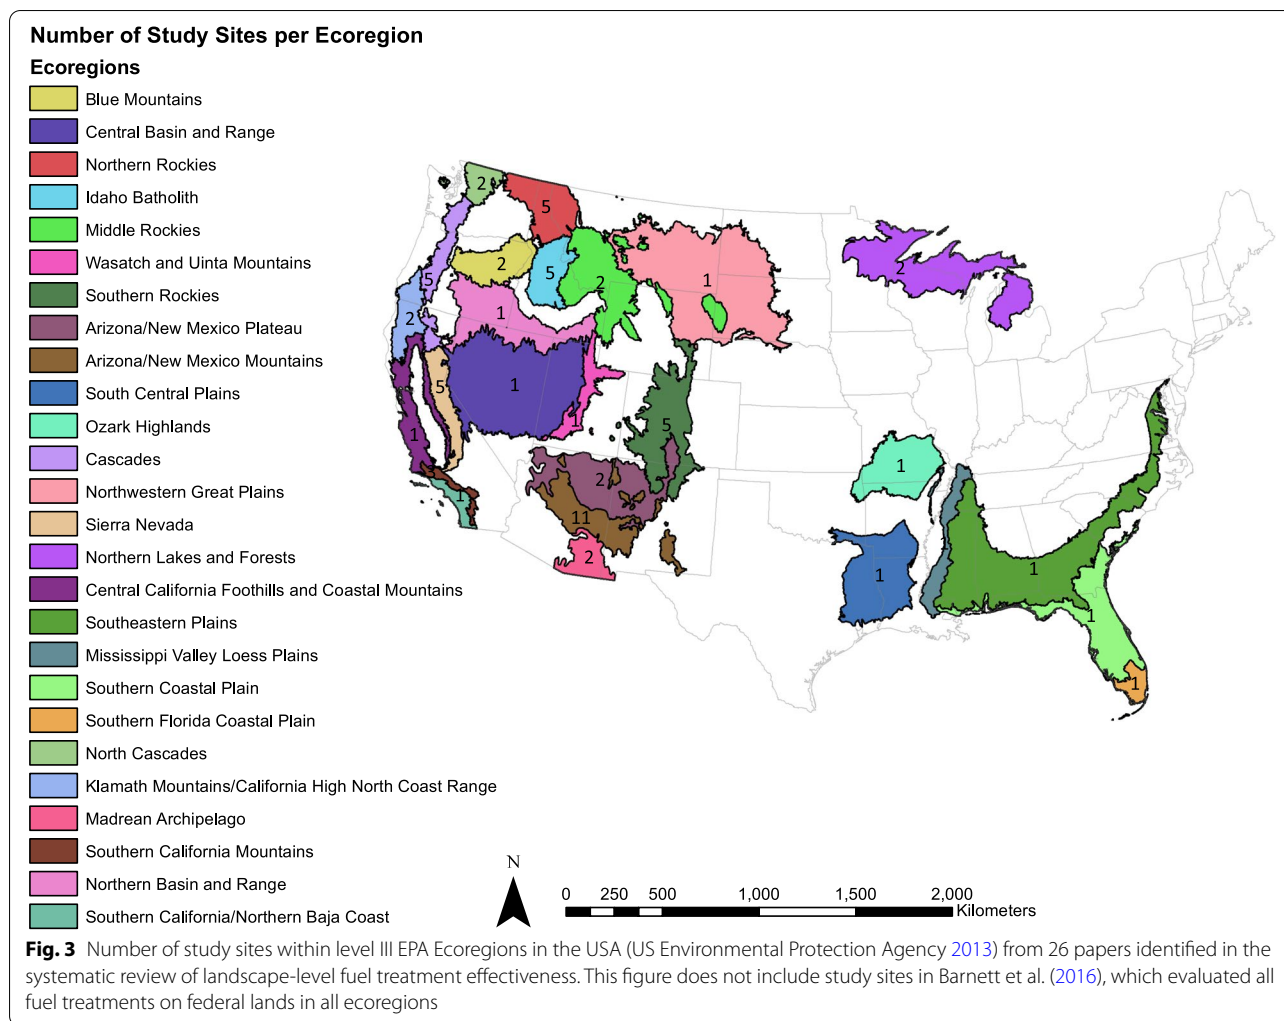 Number of Study Sites per Ecoregion
Ecoregions
Blue Mountains
Central Basin and Range
Northern Rockies
Idaho Batholith
Middle Rockies
Wasatch and Uinta Mountains
Southern Rockies
Arizona/New Mexico Plateau
Arizona/New Mexico Mountains
South Central Plains
Ozark Highlands
Cascades
Northwestern Great Plains
Sierra Nevada
Northern Lakes and Forests
Central California Foothills and Coastal Mountains
Southeastern Plains
Mississippi Valley Loess Plains
Southern Coastal Plain
Southern Florida Coastal Plain
North Cascades
Klamath Mountains/California High North Coast Range
Madrean Archipelago
Southern California Mountains
Northern Basin and Range
Southern California/Northern Baja Coast
2
5
2
5
2
5
2
1
2
2
1
5
1
1
1
5
1
2
1
1
11
2
1
1
1
1
N
0 250 500 1,000 1,500 2,000
Kilometers
Fig. 3 Number of study sites within level III EPA Ecoregions in the USA (US Environmental Protection Agency 2013) from 26 papers identified in the
systematic review of landscape-level fuel treatment effectiveness. This figure does not include study sites in Barnett et al. (2016), which evaluated all
fuel treatments on federal lands in all ecoregions